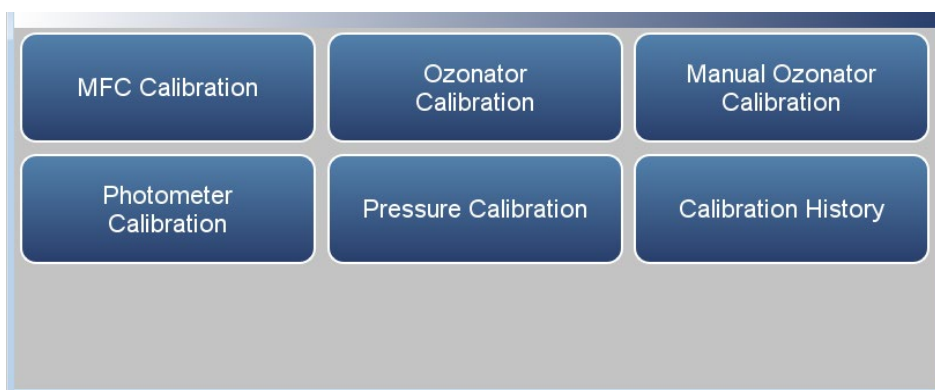 MFC Calibration
Ozonator
Calibration
Manual Ozonator
Calibration
Photometer
Calibration
Pressure Calibration
Calibration History